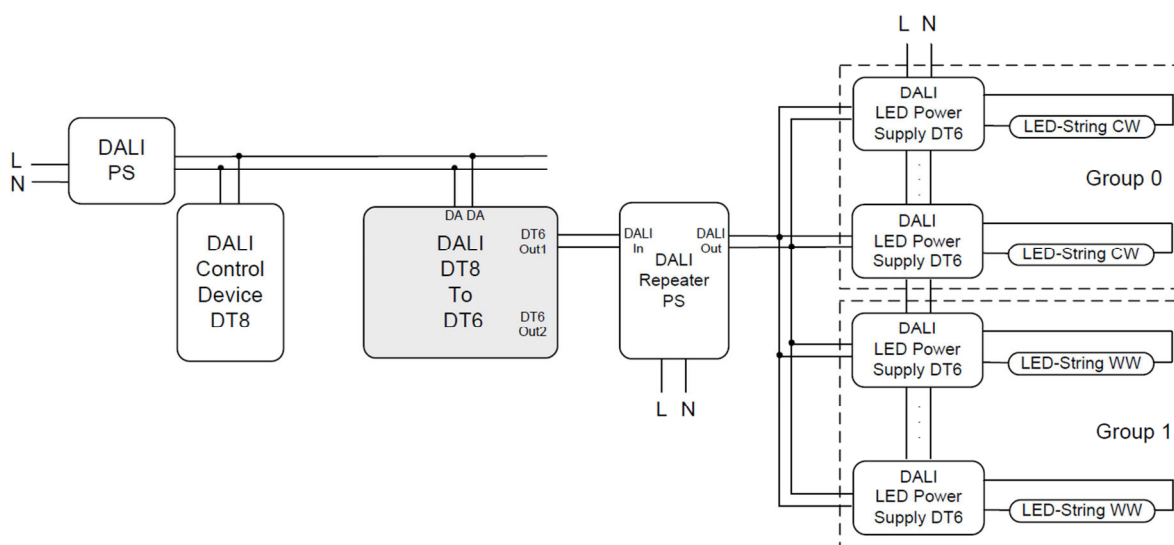 L N
DALI
LED Power
Supply DT6
LED-String CW
Group 0
DALI
LED Power
Supply DT6
LED-String CW
DALI
PS
L
N
DALI
Control
Device
DT8
DA DA
DALI
DT8
To
DT6
DT6
Out1
DT6
Out2
DALI
In
DALI
Out
DALI
Repeater
PS
L N
DALI
LED Power
Supply DT6
LED-String WW
Group 1
DALI
LED Power
Supply DT6
LED-String WW